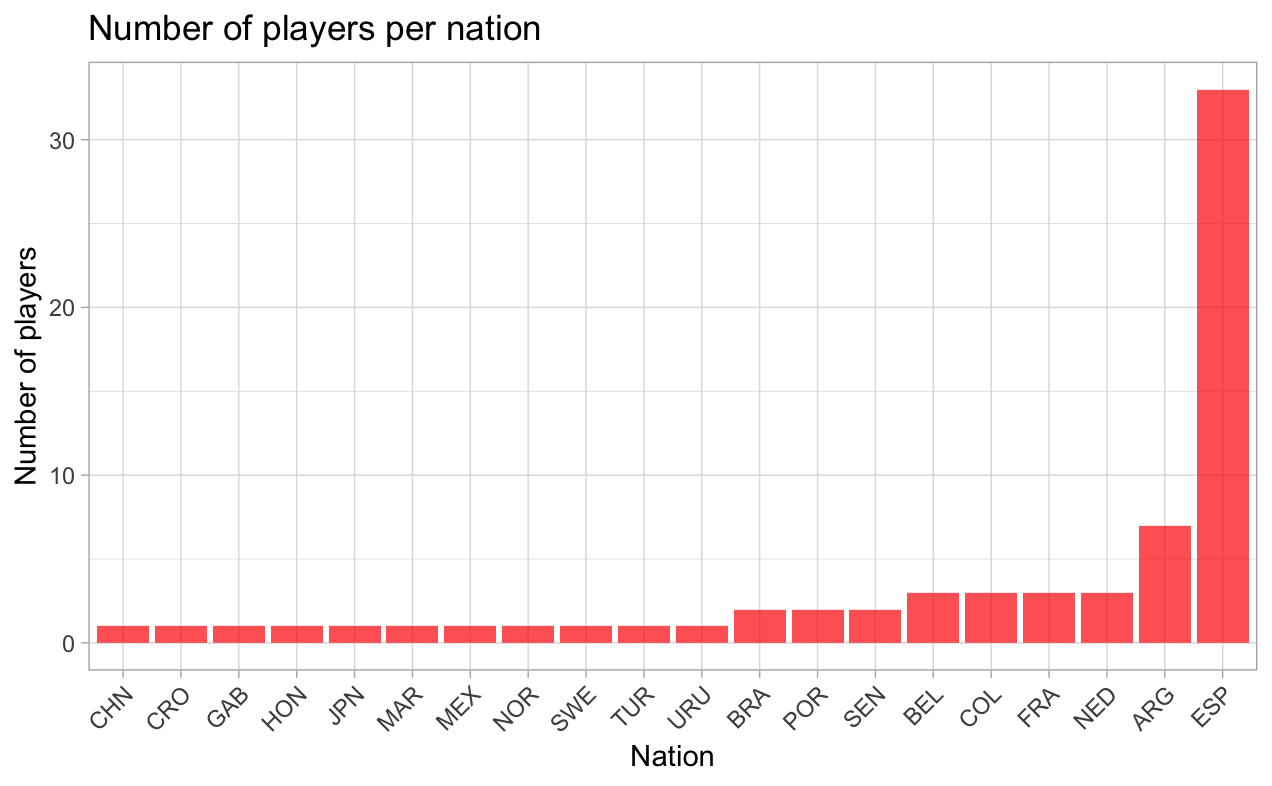 Number of players per nation
Number of players
30
20
10
0
CHN CRO GAB HON JPN MAR MEX NOR SWE TUR URU BRA POR SEN BEL COL FRA NED ARG ESP
Nation